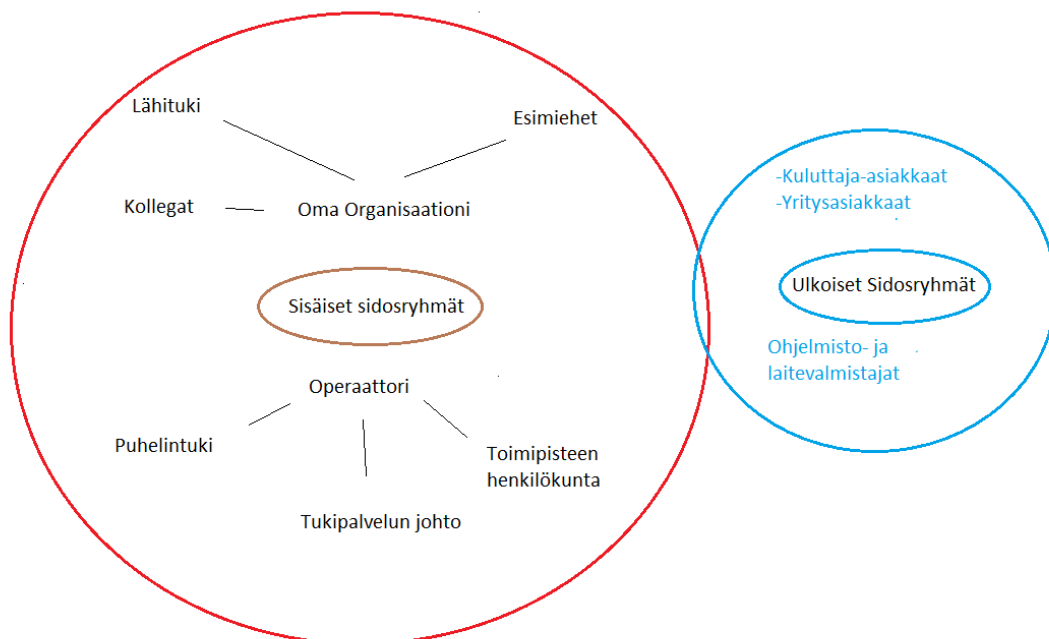 Lähituki
Esimiehet
Kollegat
Oma Organisaationi
Sisäiset sidosryhmät
Operaattori
Puhelintuki
Toimipisteen
henkilökunta
Tukipalvelun johto
-Kuluttaja-asiakkaat
-Yritysasiakkaat
Ulkoiset Sidosryhmät
Ohjelmisto- ja
laitevalmistajat